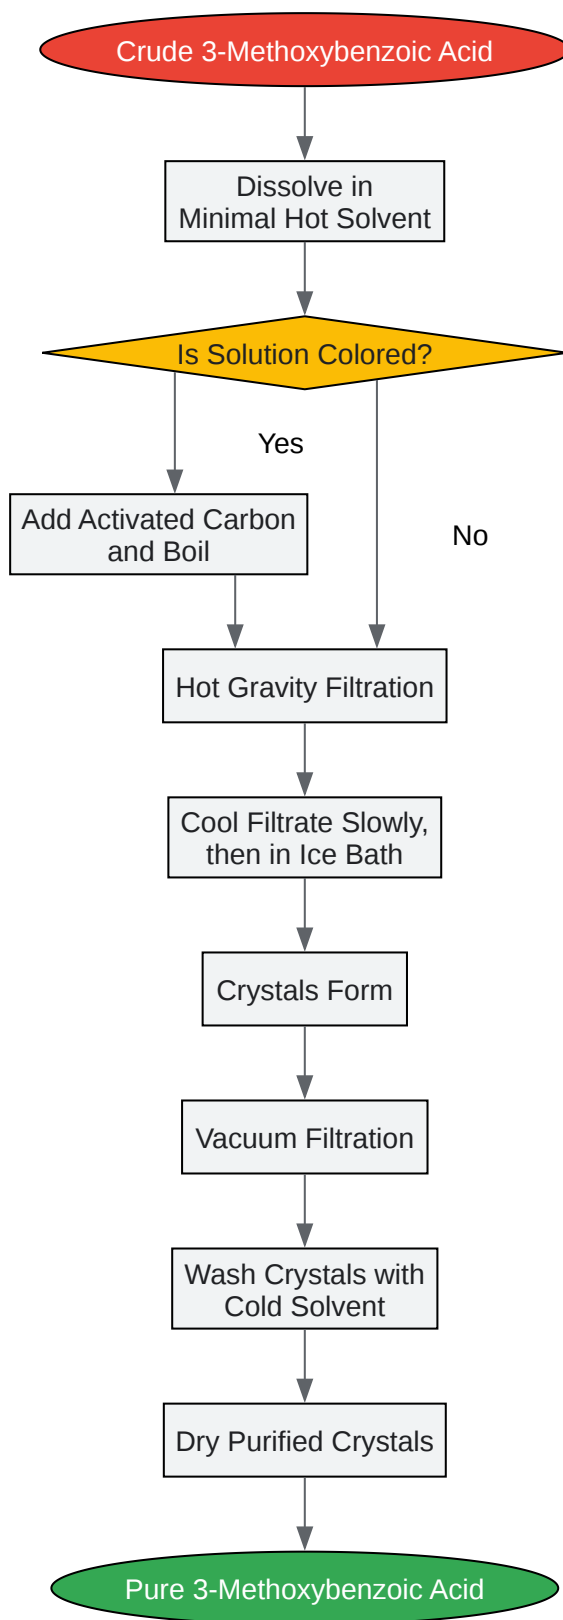 Crude 3-Methoxybenzoic Acid
Dissolve in
Minimal Hot Solvent
Is Solution Colored?
Yes
Add Activated Carbon
and Boil
No
Hot Gravity Filtration
Cool Filtrate Slowly,
then in Ice Bath
Crystals Form
Vacuum Filtration
Wash Crystals with
Cold Solvent
Dry Purified Crystals
Pure 3-Methoxybenzoic Acid